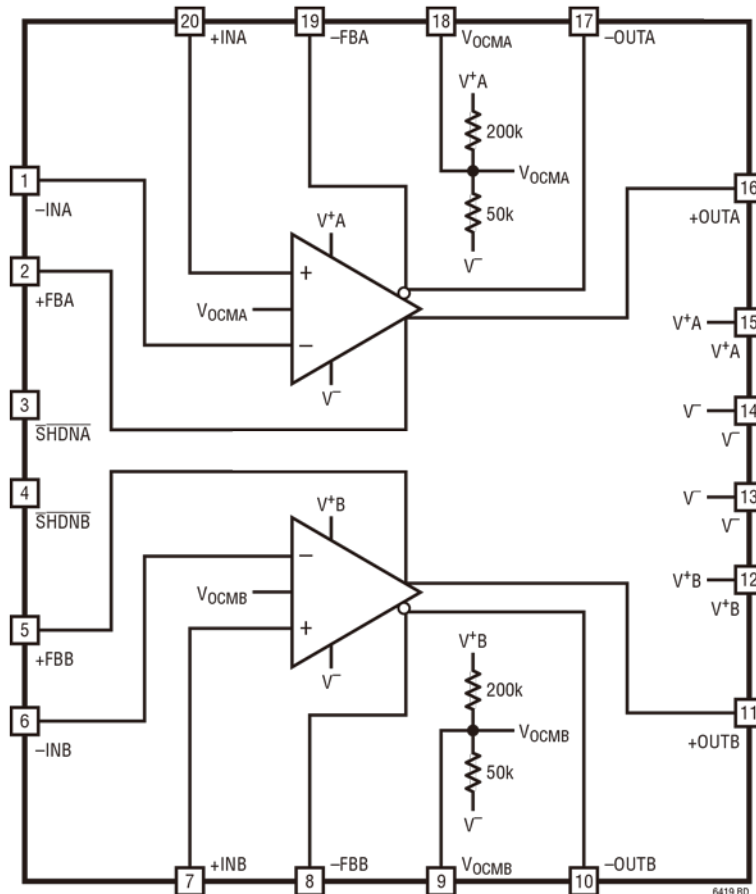 20 19 18 17
+INA –FBA VOCMA –OUTA
V+A
200k
VOCMA
50k
V–
1
–INA
16
+OUTA
2
+FBA
V+A
+
VOCMA
–
V–
15
V+A
V+A
3
SHDNA
14
V–
V–
4
SHDNB
13
V–
V–
V+B
–
VOCMB
+
V–
12
V+B
V+B
5
+FBB
V+B
200k
VOCMB
50k
V–
6
–INB
11
+OUTB
+INB –FBB VOCMB –OUTB
7 8 9 10
6419 BD